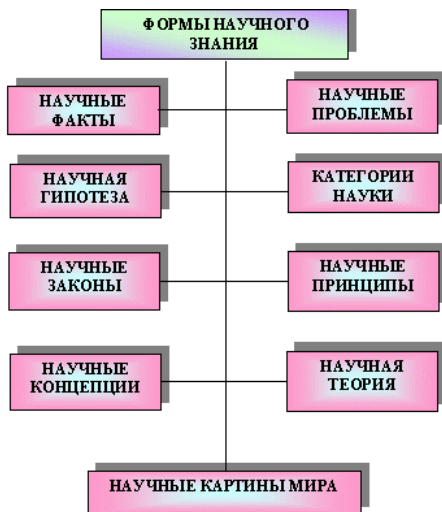 ФОРМЫ НАУЧНОГО
ЗНАНИЯ
НАУЧНЫЕ
ФАКТЫ
НАУЧНЫЕ
ПРОБЛЕМЫ
НАУЧНАЯ
ГИПОТЕЗА
КАТЕГОРИИ
НАУКИ
НАУЧНЫЕ
ЗАКОНЫ
НАУЧНЫЕ
ПРИНЦИПЫ
НАУЧНЫЕ
КОНЦЕПЦИИ
НАУЧНАЯ
ТЕОРИЯ
НАУЧНЫЕ КАРТИНЫ МИРА